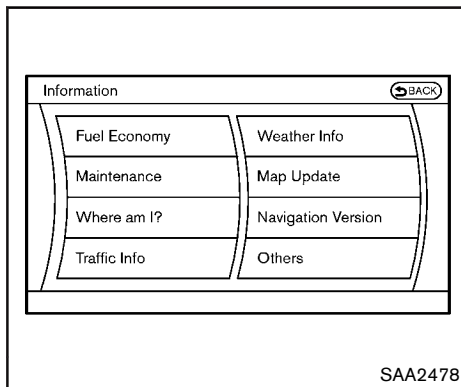 Information
BACK
Fuel Economy
Weather Info
Maintenance
Map Update
Where am I?
Navigation Version
Traffic Info
Others
SAA2478